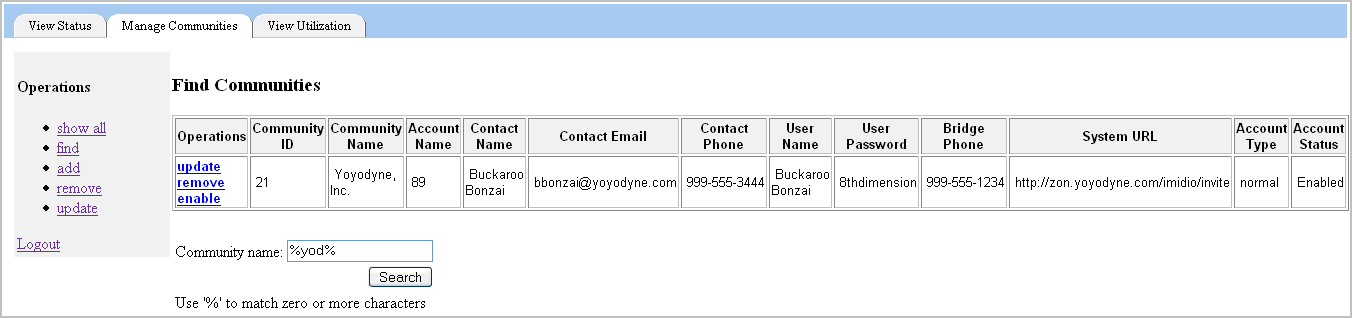 View Status Manage Communities View Utilization
Operations
show all
find
add
remove
update
Logout
Find Communities
Operations Community ID Community Name Account Name Contact Name Contact Email Contact Phone User Name User Password Bridge Phone System URL Account Type Account Status
update remove enable 21 Yoyodyne, Inc. 89 Buckaroo Bonzai bbonzai@yoyodyne.com 999-555-3444 Buckaroo Bonzai 8thdimension 999-555-1234 http://zon.yoyodyne.com/imidio/invite normal Enabled
Community name: %yod%
Search
Use '%' to match zero or more characters